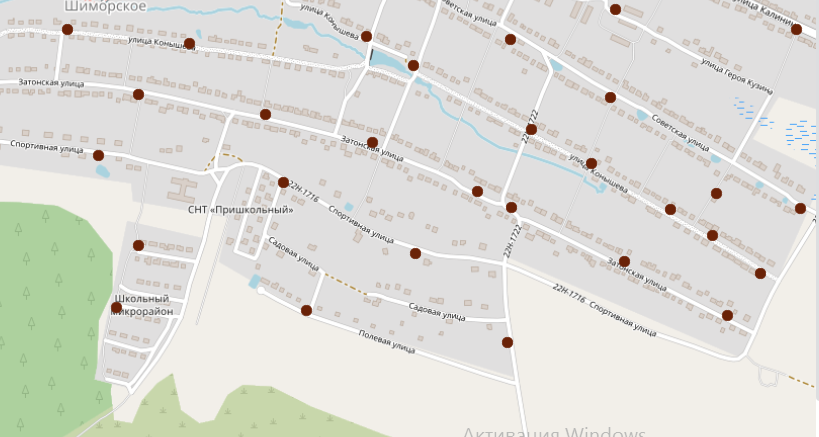 Шиморское
улица Конышева
Советская улица
улица Калинина
улица Конышева
улица Героя Кузина
Затонская улица
22Н-1722
Советская улица
Затонская улица
Спортивная улица
улица Конышева
22Н-1716
СНТ «Пришкольный»
Спортивная улица
22Н-1722
Садовая улица
Затонская улица
Школьный
Микрорайон
22Н-1716 Спортивная улица
Садовая улица
Полевая улица
Активация Windows